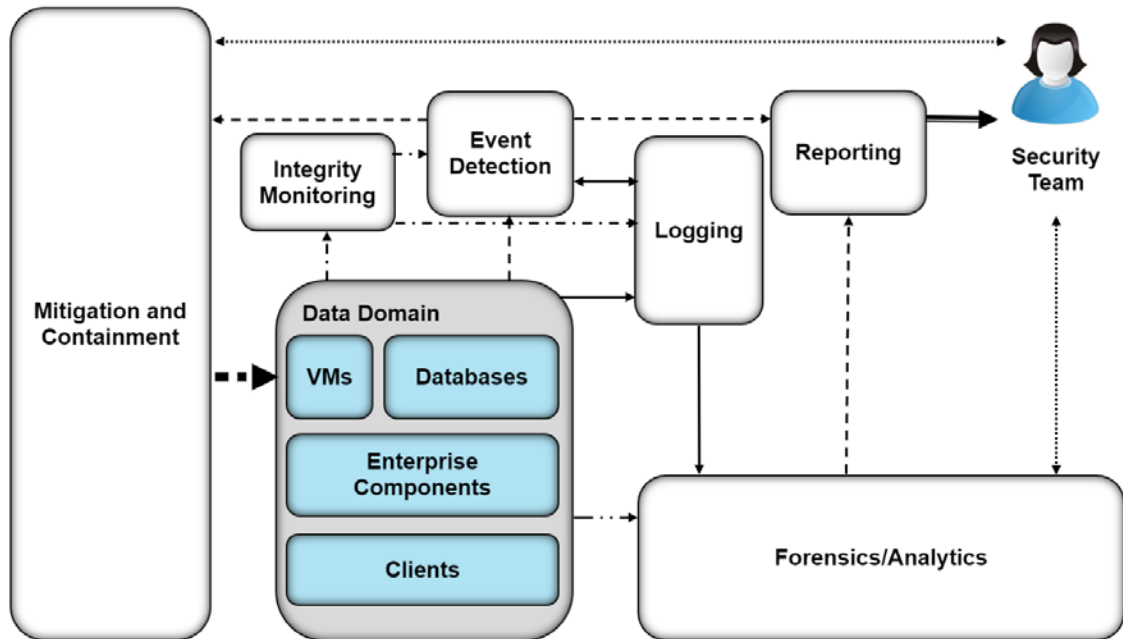 Event
Detection
Reporting
Integrity
Monitoring
Security
Team
Logging
Mitigation and
Containment
Data Domain
VMs
Databases
Enterprise
Components
Forensics/Analytics
Clients